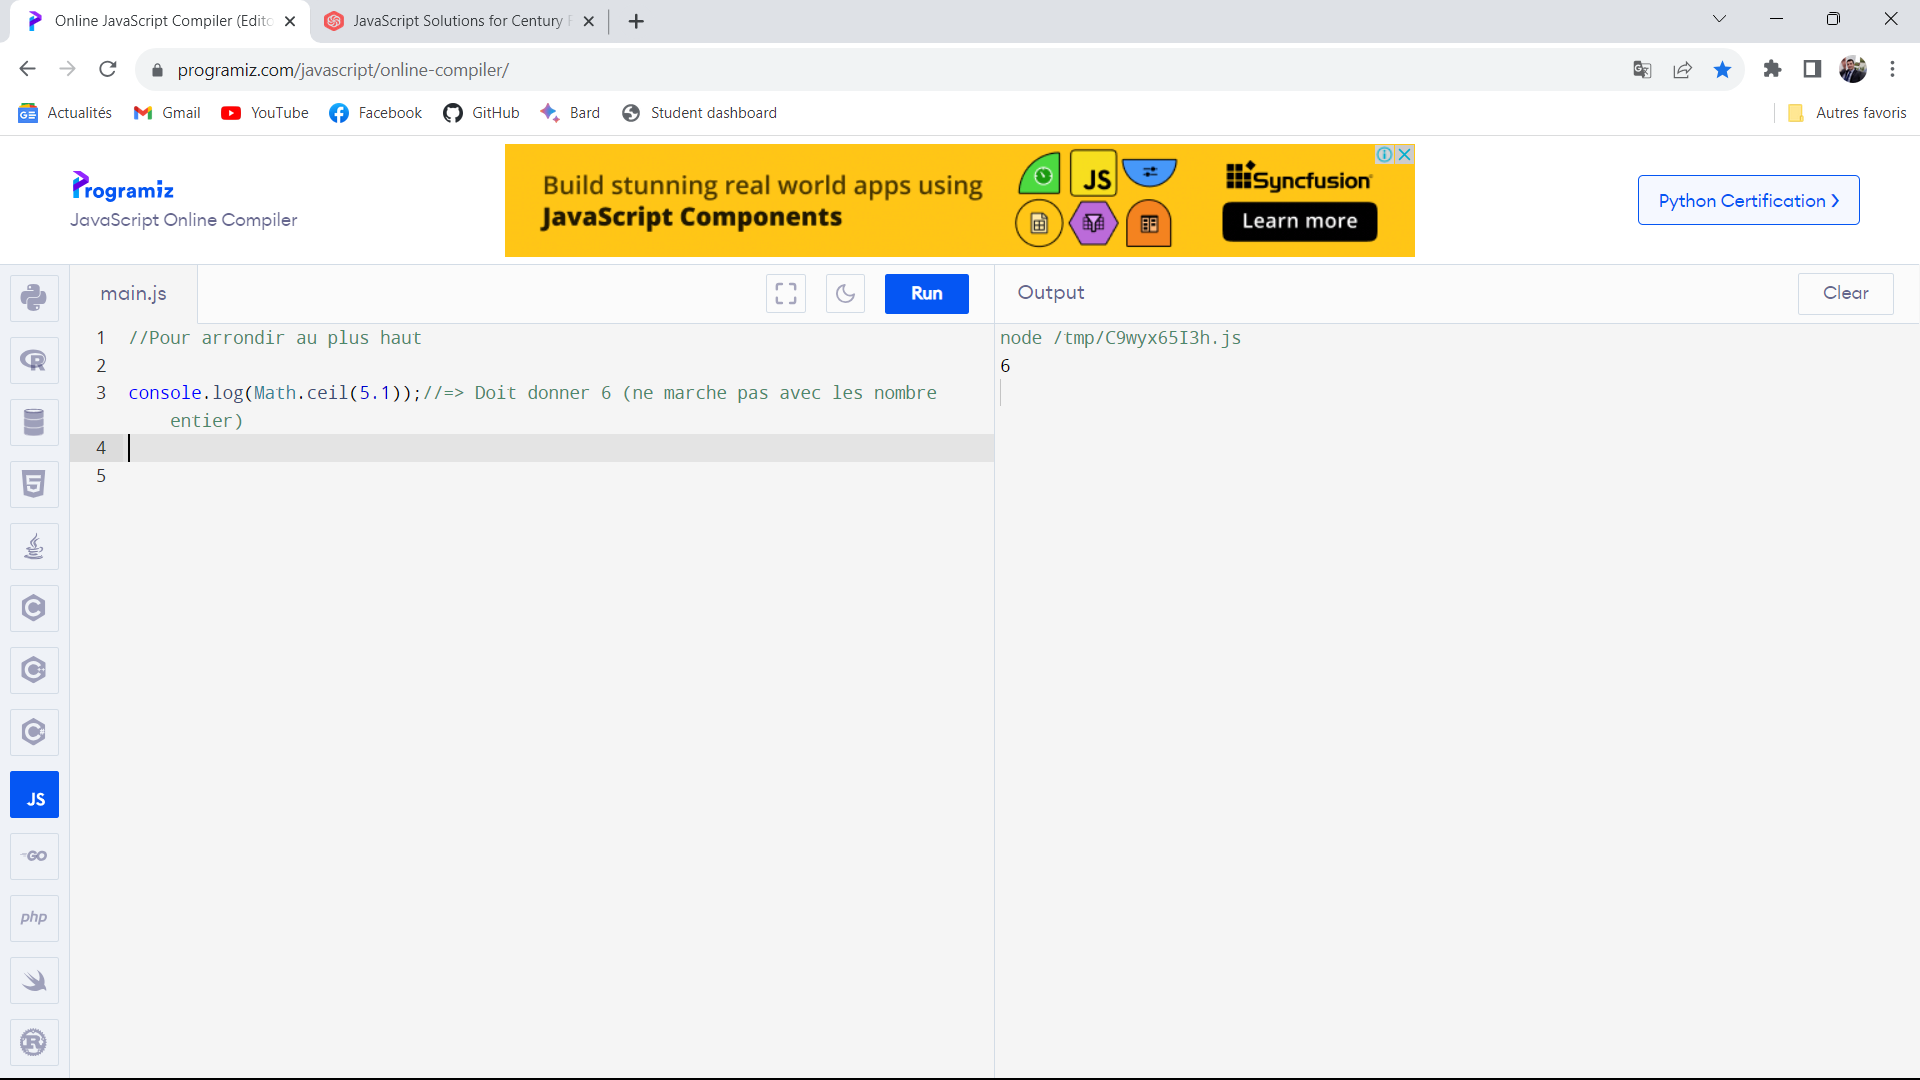 Online JavaScript Compiler (Edito
JavaScript Solutions for Century
programiz.com/javascript/online-compiler/
Actualités
Gmail
YouTube
Facebook
GitHub
Bard
Student dashboard
Autres favoris
Programiz
JavaScript Online Compiler
Build stunning real world apps using
JavaScript Components
JS
Syncfusion
Learn more
Python Certification
main.js
Run
Output
Clear
1 //Pour arrondir au plus haut
2
3 console.log(Math.ceil(5.1));//=> Doit donner 6 (ne marche pas avec les nombre
entier)
4
5
node /tmp/C9wyx65I3h.js
6
R
5
C
C
C
JS
GO
php
R